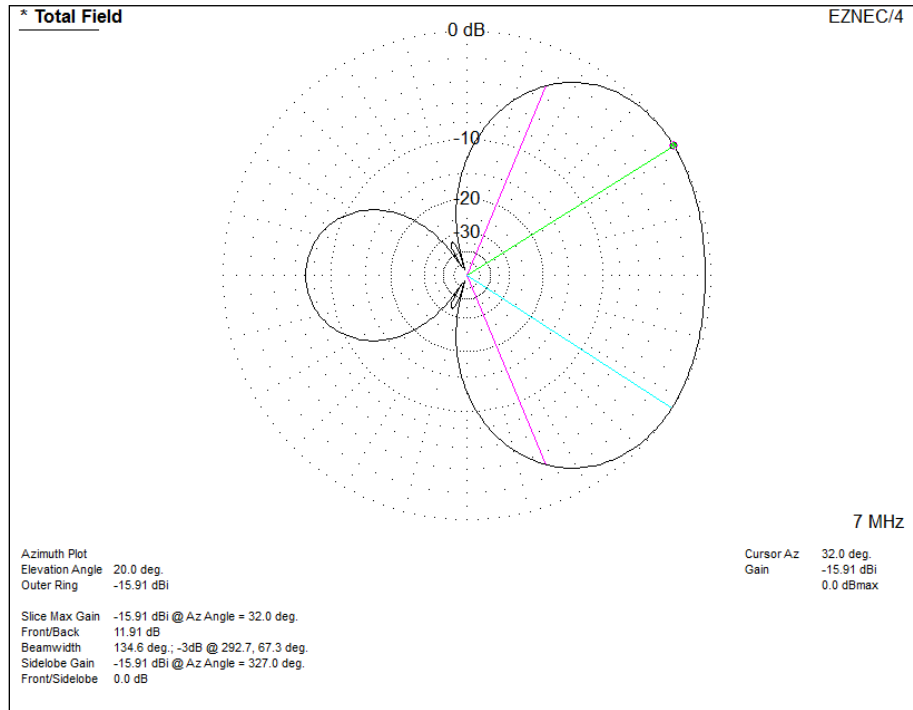 * Total Field
EZNEC/4
0 dB
-10
-20
-30
7 MHz
Azimuth Plot
Elevation Angle 20.0 deg.
Outer Ring -15.91 dBi
Slice Max Gain -15.91 dBi @ Az Angle = 32.0 deg.
Front/Back 11.91 dB
Beamwidth 134.6 deg.; -3dB @ 292.7, 67.3 deg.
Sidelobe Gain -15.91 dBi @ Az Angle = 327.0 deg.
Front/Sidelobe 0.0 dB
Cursor Az 32.0 deg.
Gain -15.91 dBi
0.0 dBmax